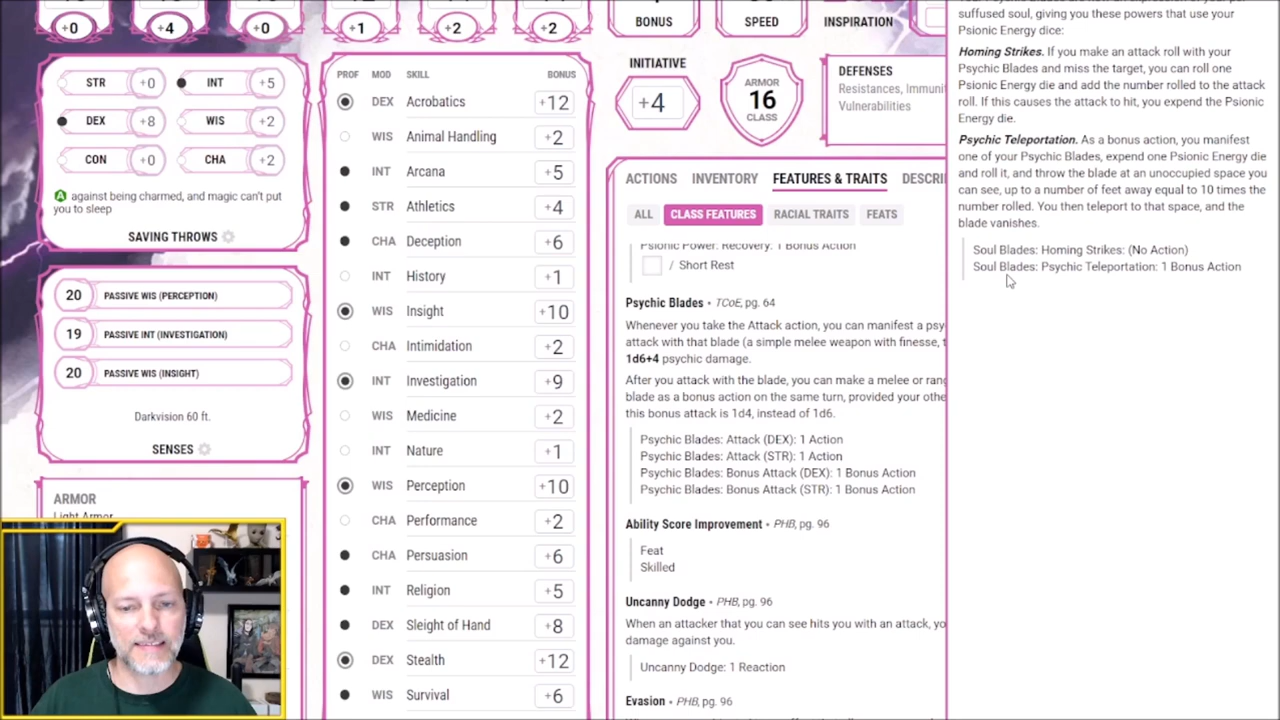 +0
+4
+0
+1
+2
+2
BONUS
SPEED
INSPIRATION
STR
+0
INT
+5
DEX
+8
WIS
+2
CON
+0
CHA
+2
A against being charmed, and magic can't put
you to sleep
SAVING THROWS
20
PASSIVE WIS (PERCEPTION)
19
PASSIVE INT (INVESTIGATION)
20
PASSIVE WIS (INSIGHT)
Darkvision 60 ft.
SENSES
ARMOR
Light Armor
PROF MOD SKILL BONUS
DEX Acrobatics +12
WIS Animal Handling +2
INT Arcana +5
STR Athletics +4
CHA Deception +6
INT History +1
WIS Insight +10
CHA Intimidation +2
INT Investigation +9
WIS Medicine +2
INT Nature +1
WIS Perception +10
CHA Performance +2
CHA Persuasion +6
INT Religion +5
DEX Sleight of Hand +8
DEX Stealth +12
WIS Survival +6
INITIATIVE
+4
ARMOR
16
CLASS
DEFENSES
Resistances, Immuni
Vulnerabilities
ACTIONS INVENTORY FEATURES & TRAITS DESCRI
ALL CLASS FEATURES RACIAL TRAITS FEATS
Psionic Power: Recovery: 1 Bonus Action
/ Short Rest
Psychic Blades • TCoE, pg. 64
Whenever you take the Attack action, you can manifest a psy
attack with that blade (a simple melee weapon with finesse, t
1d6+4 psychic damage.
After you attack with the blade, you can make a melee or rang
blade as a bonus action on the same turn, provided your othe
this bonus attack is 1d4, instead of 1d6.
Psychic Blades: Attack (DEX): 1 Action
Psychic Blades: Attack (STR): 1 Action
Psychic Blades: Bonus Attack (DEX): 1 Bonus Action
Psychic Blades: Bonus Attack (STR): 1 Bonus Action
Ability Score Improvement • PHB, pg. 96
Feat
Skilled
Uncanny Dodge • PHB, pg. 96
When an attacker that you can see hits you with an attack, yo
damage against you.
Uncanny Dodge: 1 Reaction
Evasion • PHB, pg. 96
suffused soul, giving you these powers that use your
Psionic Energy dice:
Homing Strikes. If you make an attack roll with your
Psychic Blades and miss the target, you can roll one
Psionic Energy die and add the number rolled to the attack
roll. If this causes the attack to hit, you expend the Psionic
Energy die.
Psychic Teleportation. As a bonus action, you manifest
one of your Psychic Blades, expend one Psionic Energy die
and roll it, and throw the blade at an unoccupied space you
can see, up to a number of feet away equal to 10 times the
number rolled. You then teleport to that space, and the
blade vanishes.
Soul Blades: Homing Strikes: (No Action)
Soul Blades: Psychic Teleportation: 1 Bonus Action